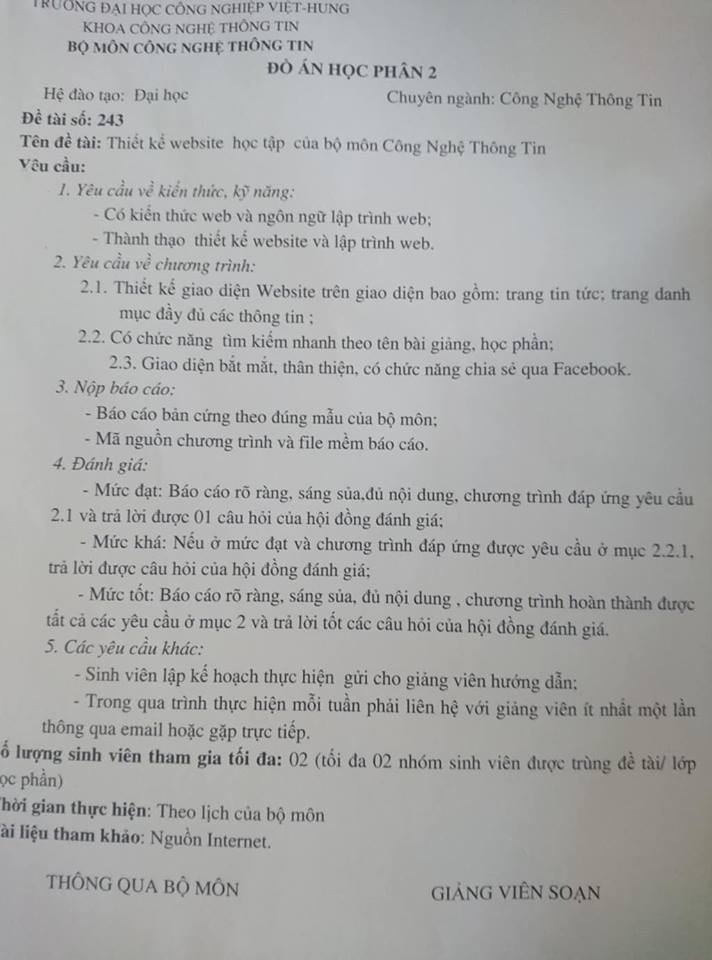 TRƯỜNG ĐẠI HỌC CÔNG NGHIỆP VIỆT-HUNG
KHOA CÔNG NGHỆ THÔNG TIN
BỘ MÔN CÔNG NGHỆ THÔNG TIN
ĐỒ ÁN HỌC PHẦN 2
Hệ đào tạo: Đại học Chuyên ngành: Công Nghệ Thông Tin
Đề tài số: 243
Tên đề tài: Thiết kế website học tập của bộ môn Công Nghệ Thông Tin
Yêu cầu:
1. Yêu cầu về kiến thức, kỹ năng:
- Có kiến thức web và ngôn ngữ lập trình web;
- Thành thạo thiết kế website và lập trình web.
2. Yêu cầu về chương trình:
2.1. Thiết kế giao diện Website trên giao diện bao gồm: trang tin tức; trang danh
mục đầy đủ các thông tin ;
2.2. Có chức năng tìm kiếm nhanh theo tên bài giảng, học phần;
2.3. Giao diện bắt mắt, thân thiện, có chức năng chia sẻ qua Facebook.
3. Nộp báo cáo:
- Báo cáo bản cứng theo đúng mẫu của bộ môn;
- Mã nguồn chương trình và file mềm báo cáo.
4. Đánh giá:
- Mức đạt: Báo cáo rõ ràng, sáng sủa,đủ nội dung, chương trình đáp ứng yêu cầu
2.1 và trả lời được 01 câu hỏi của hội đồng đánh giá;
- Mức khá: Nếu ở mức đạt và chương trình đáp ứng được yêu cầu ở mục 2.2.1,
trả lời được câu hỏi của hội đồng đánh giá;
- Mức tốt: Báo cáo rõ ràng, sáng sủa, đủ nội dung , chương trình hoàn thành được
tất cả các yêu cầu ở mục 2 và trả lời tốt các câu hỏi của hội đồng đánh giá.
5. Các yêu cầu khác:
- Sinh viên lập kế hoạch thực hiện gửi cho giảng viên hướng dẫn;
- Trong qua trình thực hiện mỗi tuần phải liên hệ với giảng viên ít nhất một lần
thông qua email hoặc gặp trực tiếp.
ố lượng sinh viên tham gia tối đa: 02 (tối đa 02 nhóm sinh viên được trùng đề tài/ lớp
ọc phần)
hời gian thực hiện: Theo lịch của bộ môn
ài liệu tham khảo: Nguồn Internet.
THÔNG QUA BỘ MÔN GIẢNG VIÊN SOẠN